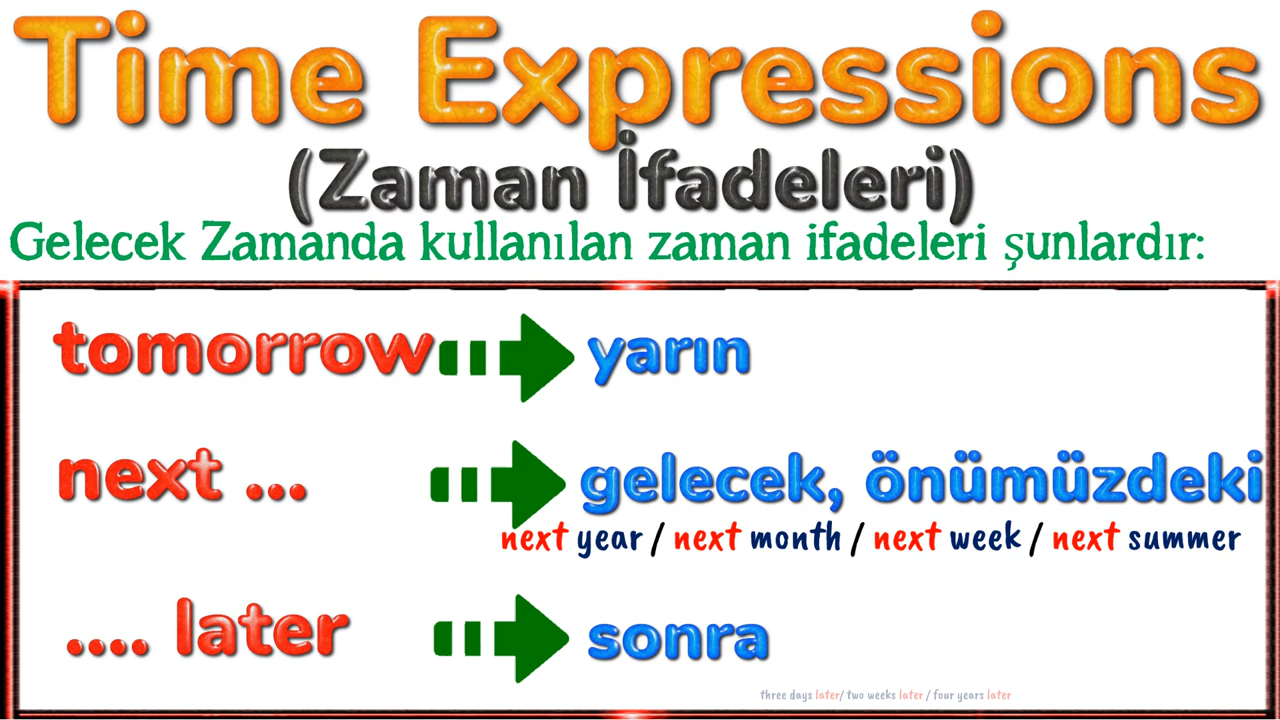 Time Expressions
(Zaman İfadeleri)
Gelecek Zamanda kullanılan zaman ifadeleri şunlardır:
tomorrow yarın
next ... gelecek, önümüzdeki
next year / next month / next week / next summer
.... later sonra
three days later/ two weeks later / four years later